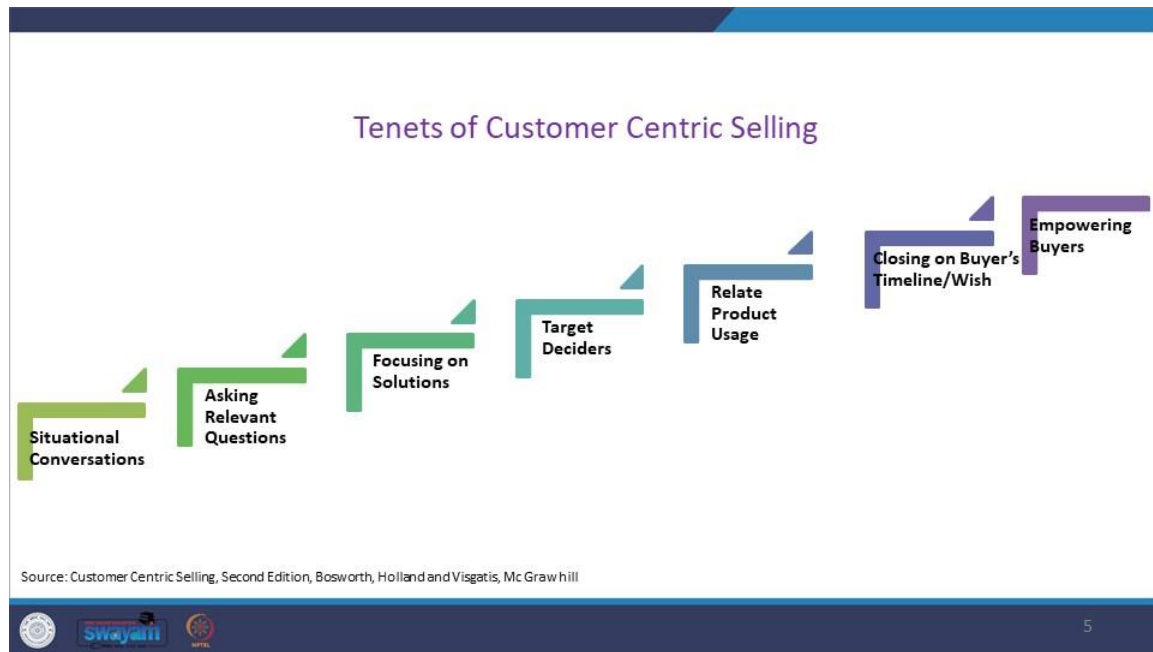 Tenets of Customer Centric Selling
Situational
Conversations
Asking
Relevant
Questions
Focusing on
Solutions
Target
Deciders
Relate
Product
Usage
Closing on Buyer's
Timeline/Wish
Empowering
Buyers
Source: Customer Centric Selling, Second Edition, Bosworth, Holland and Visgatis, Mc Graw hill
swayam
NPTEL
5